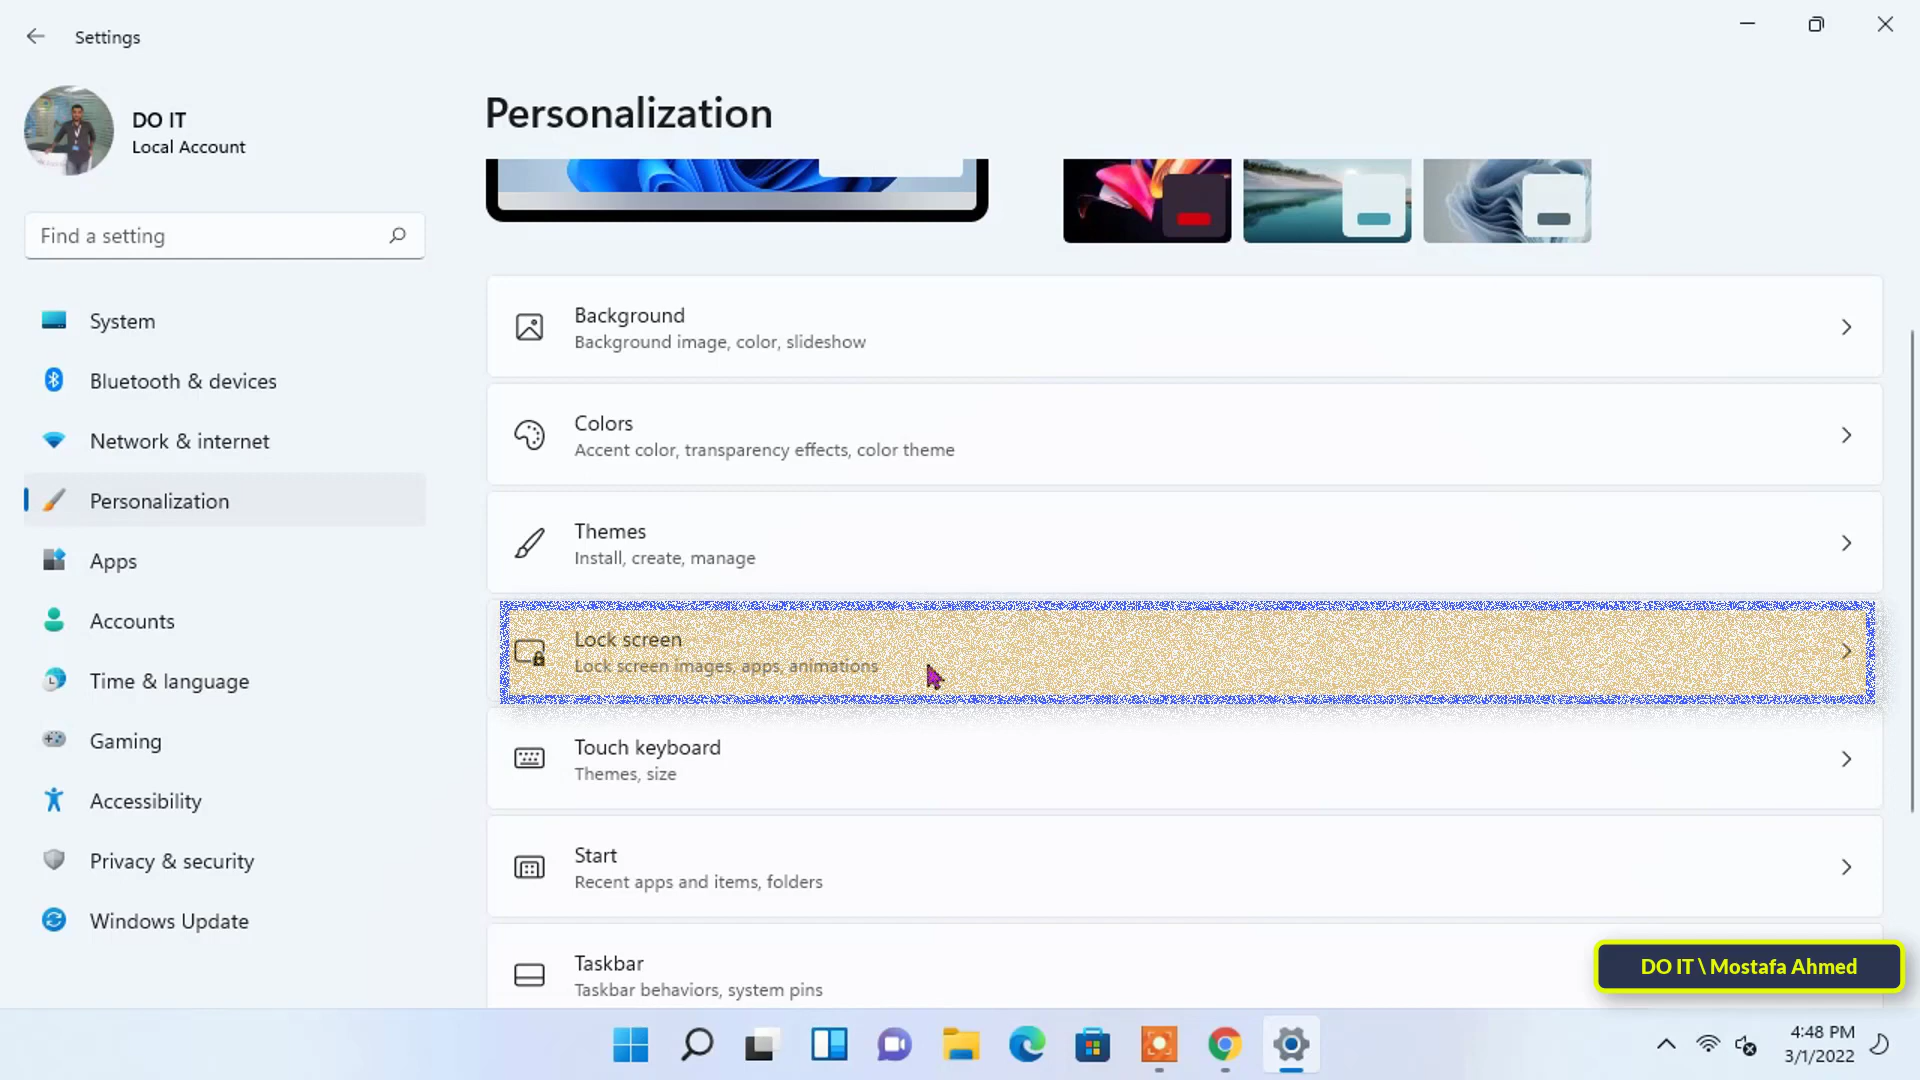 Settings
DO IT
Local Account
Find a setting
System
Bluetooth & devices
Network & internet
Personalization
Apps
Accounts
Time & language
Gaming
Accessibility
Privacy & security
Windows Update
Personalization
Background
Background image, color, slideshow
Colors
Accent color, transparency effects, color theme
Themes
Install, create, manage
Lock screen
Lock screen images, apps, animations
Touch keyboard
Themes, size
Start
Recent apps and items, folders
Taskbar
Taskbar behaviors, system pins
DO IT \ Mostafa Ahmed
4:48 PM
3/1/2022